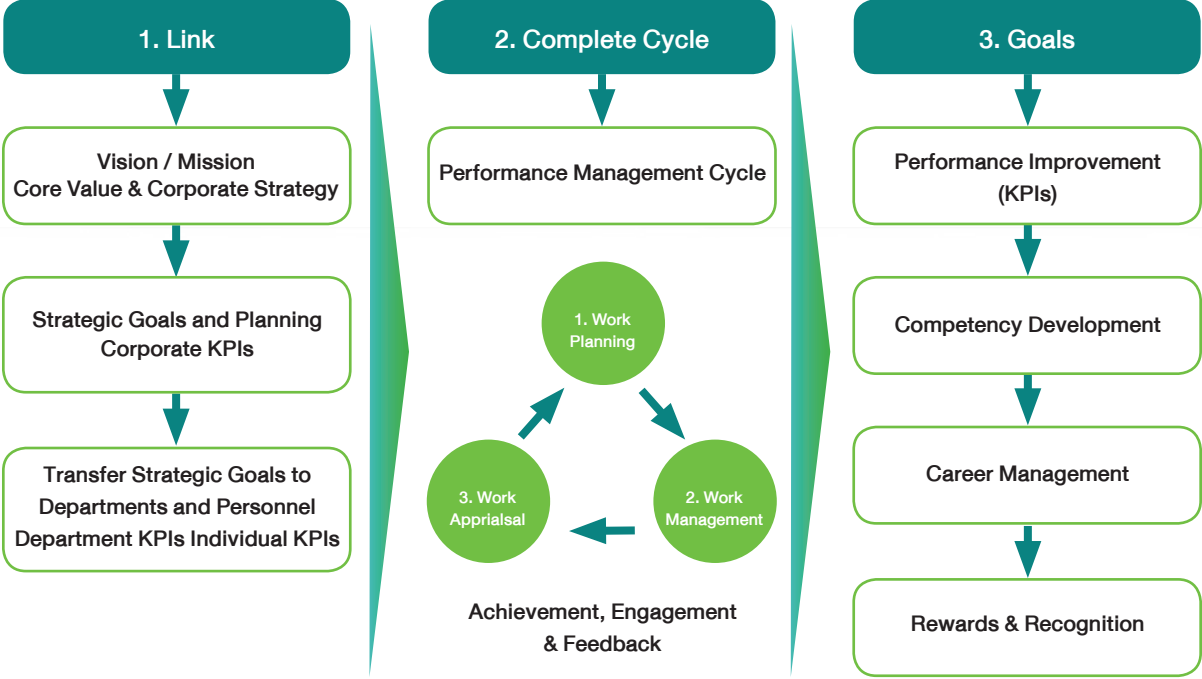 1. Link
Vision / Mission
Core Value & Corporate Strategy
Strategic Goals and Planning
Corporate KPIs
Transfer Strategic Goals to
Departments and Personnel
Department KPIs Individual KPIs
2. Complete Cycle
Performance Management Cycle
1. Work
Planning
2. Work
Management
3. Work
Apprialsal
Achievement, Engagement
& Feedback
3. Goals
Performance Improvement
(KPIs)
Competency Development
Career Management
Rewards & Recognition